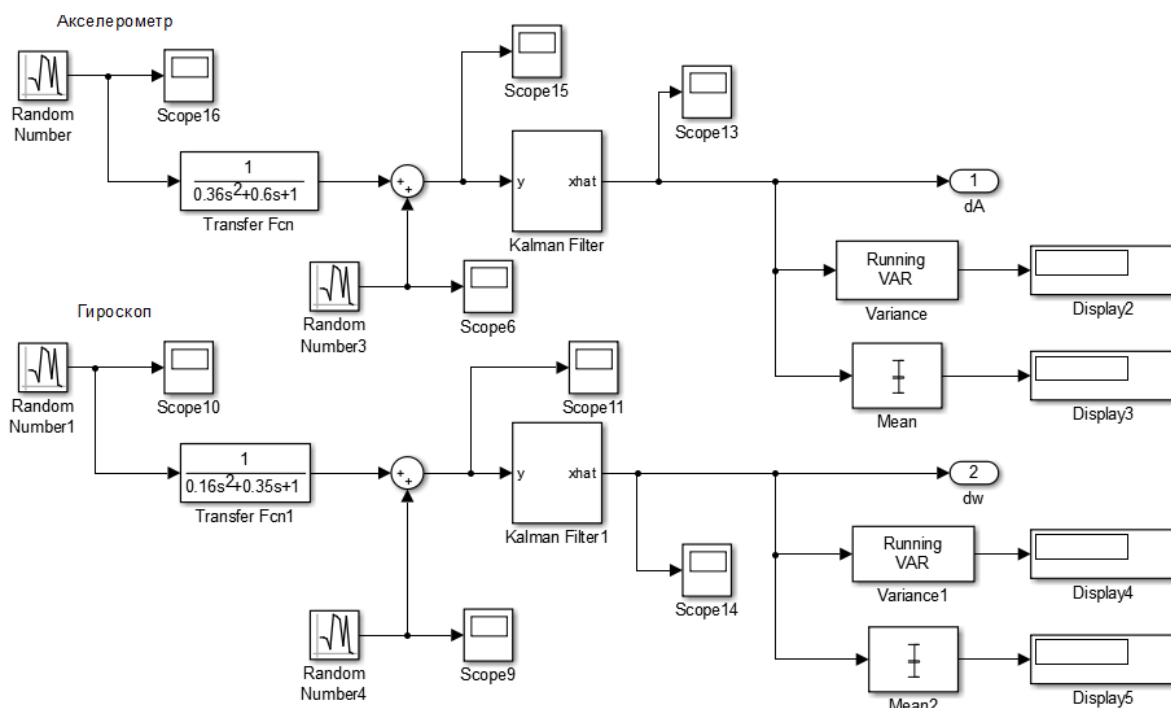 Акселерометр
Random
Number
Scope16
1
0.36s²+0.6s+1
Transfer Fcn
+
+
Scope15
y
xhat
Kalman Filter
Scope13
1
dA
Random
Number3
Scope6
Running
VAR
Variance
Display2
Mean
Display3
Гироскоп
Random
Number1
Scope10
1
0.16s²+0.35s+1
Transfer Fcn1
+
+
Scope11
y
xhat
Kalman Filter1
Scope14
2
dw
Random
Number4
Scope9
Running
VAR
Variance1
Display4
Mean2
Display5